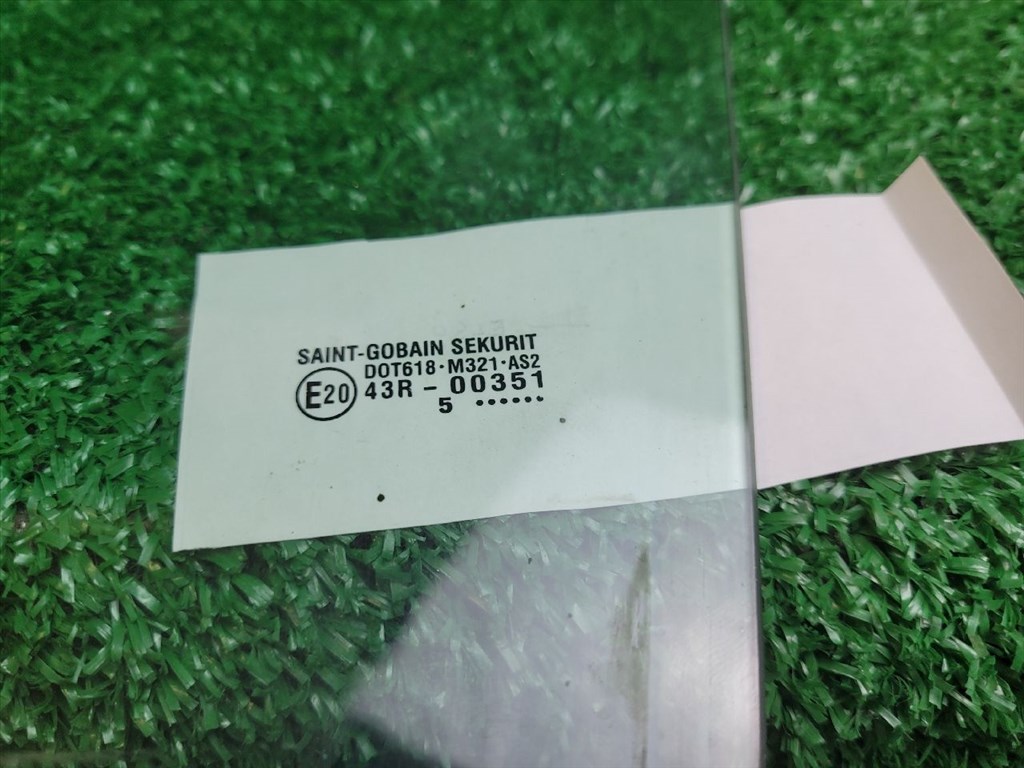 SAINT-GOBAIN SEKURIT
DOT618·M321·AS2
E20 43R - 00351
5 ••••••